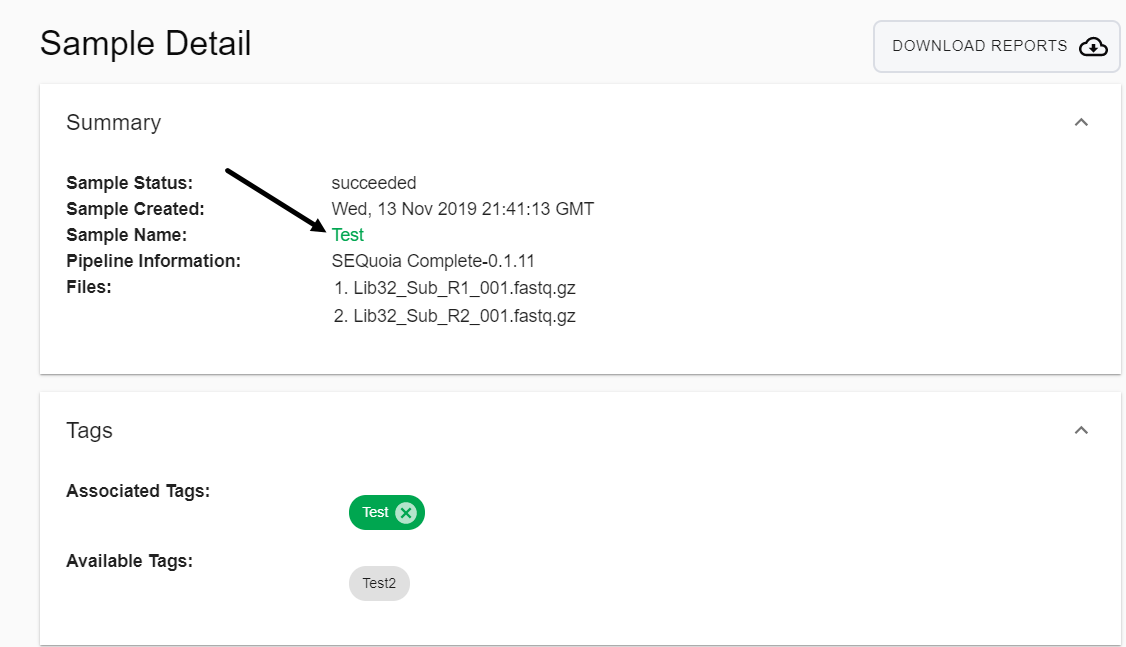 Sample Detail
DOWNLOAD REPORTS
Summary
Sample Status: succeeded
Sample Created: Wed, 13 Nov 2019 21:41:13 GMT
Sample Name: Test
Pipeline Information: SEQuoia Complete-0.1.11
Files: 1. Lib32_Sub_R1_001.fastq.gz
2. Lib32_Sub_R2_001.fastq.gz
Tags
Associated Tags:
Test
Available Tags:
Test2